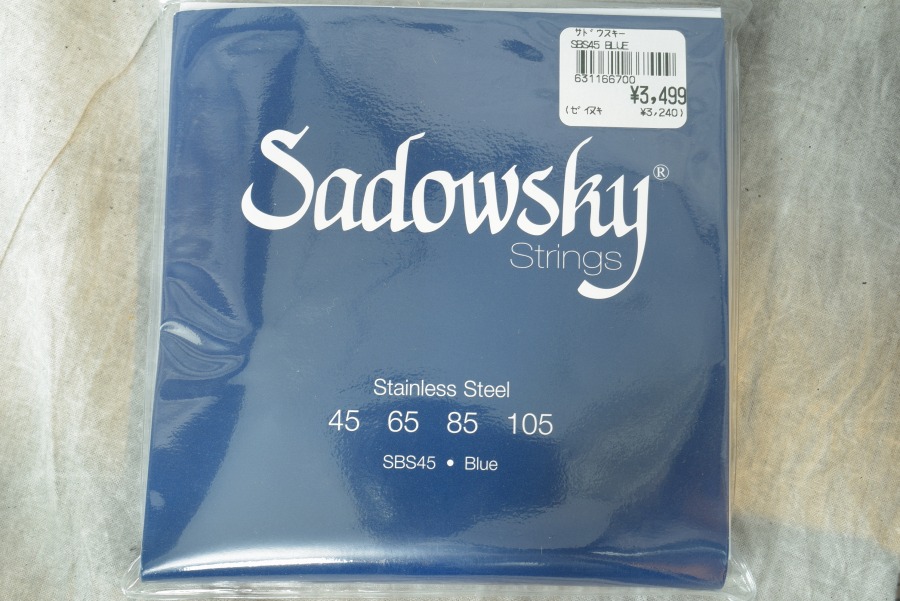 ｻﾄﾞｳｽｷｰ
SBS45 BLUE
631166700
¥3,499
(ｾﾞｲﾇｷ ¥3,240)
Sadowsky®
Strings
Stainless Steel
45 65 85 105
SBS45 • Blue